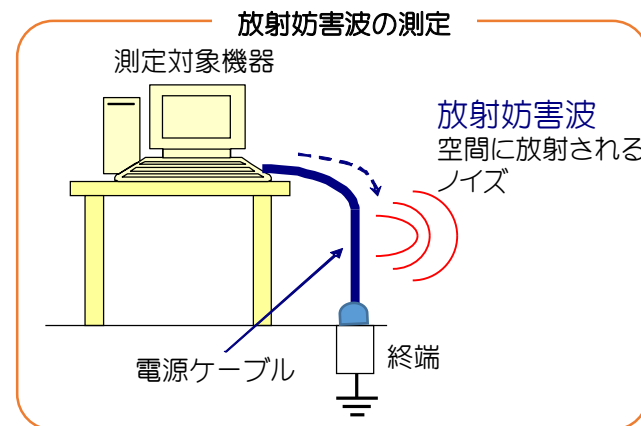 放射妨害波の測定
測定対象機器
放射妨害波
空間に放射される
ノイズ
電源ケーブル
終端